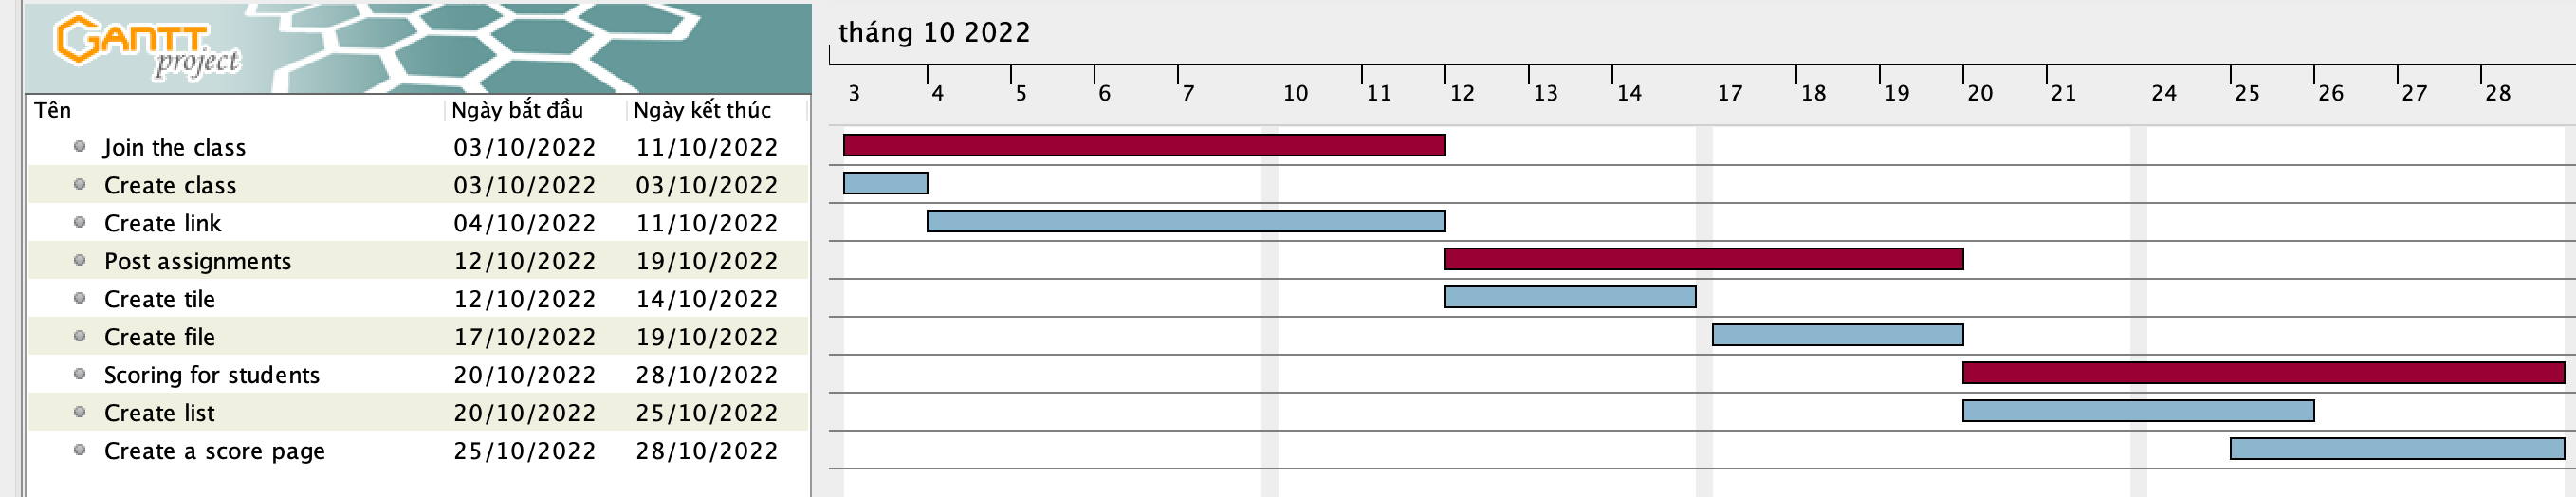 GANTT
project
tháng 10 2022
3 4 5 6 7 10 11 12 13 14 17 18 19 20 21 24 25 26 27 28
Tên Ngày bắt đầu Ngày kết thúc
Join the class 03/10/2022 11/10/2022
Create class 03/10/2022 03/10/2022
Create link 04/10/2022 11/10/2022
Post assignments 12/10/2022 19/10/2022
Create tile 12/10/2022 14/10/2022
Create file 17/10/2022 19/10/2022
Scoring for students 20/10/2022 28/10/2022
Create list 20/10/2022 25/10/2022
Create a score page 25/10/2022 28/10/2022